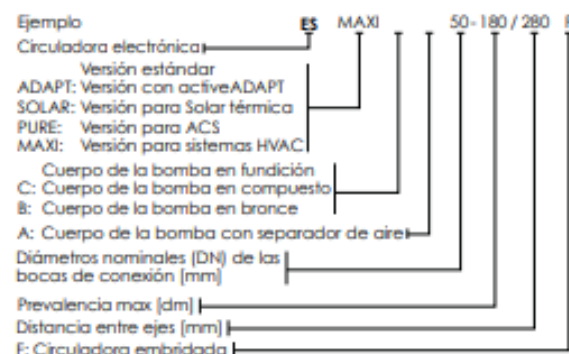 Ejemplo ES MAXI 50-180 / 280 F
Circuladora electrónica
Versión estándar
ADAPT: Versión con activeADAPT
SOLAR: Versión para Solar térmica
PURE: Versión para ACS
MAXI: Versión para sistemas HVAC
Cuerpo de la bomba en fundición
C: Cuerpo de la bomba en compuesto
B: Cuerpo de la bomba en bronce
A: Cuerpo de la bomba con separador de aire
Diámetros nominales (DN) de las
bocas de conexión (mm)
Prevalencia max (dm)
Distancia entre ejes (mm)
F: Circuladora embridada